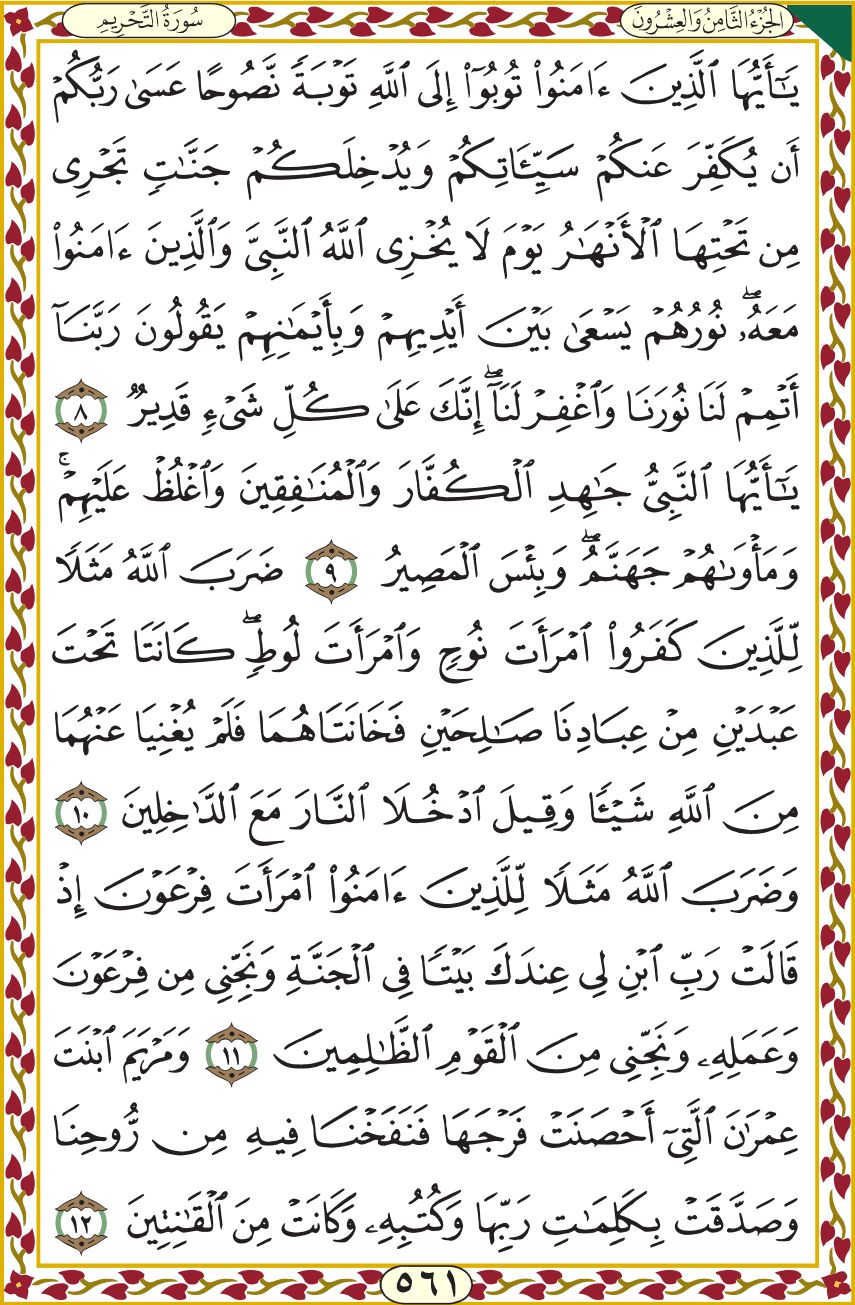 الجُزْءُ الثَّامِنُ وَالعِشْرُونَ
سُورَةُ التَّحْرِيمِ
يَٰٓأَيُّهَا ٱلَّذِينَ ءَامَنُواْ تُوبُوٓاْ إِلَى ٱللَّهِ تَوۡبَةٗ نَّصُوحًا عَسَىٰ رَبُّكُمۡ
أَن يُكَفِّرَ عَنكُمۡ سَيِّـَٔاتِكُمۡ وَيُدۡخِلَكُمۡ جَنَّٰتٖ تَجۡرِي
مِن تَحۡتِهَا ٱلۡأَنۡهَٰرُ يَوۡمَ لَا يُخۡزِي ٱللَّهُ ٱلنَّبِيَّ وَٱلَّذِينَ ءَامَنُواْ
مَعَهُۥۖ نُورُهُمۡ يَسۡعَىٰ بَيۡنَ أَيۡدِيهِمۡ وَبِأَيۡمَٰنِهِمۡ يَقُولُونَ رَبَّنَآ
أَتۡمِمۡ لَنَا نُورَنَا وَٱغۡفِرۡ لَنَآۖ إِنَّكَ عَلَىٰ كُلِّ شَيۡءٖ قَدِيرٞ ٨
يَٰٓأَيُّهَا ٱلنَّبِيُّ جَٰهِدِ ٱلۡكُفَّارَ وَٱلۡمُنَٰفِقِينَ وَٱغۡلُظۡ عَلَيۡهِمۡۚ
وَمَأۡوَىٰهُمۡ جَهَنَّمُۖ وَبِئۡسَ ٱلۡمَصِيرُ ٩ ضَرَبَ ٱللَّهُ مَثَلٗا
لِّلَّذِينَ كَفَرُواْ ٱمۡرَأَتَ نُوحٖ وَٱمۡرَأَتَ لُوطٖۖ كَانَتَا تَحۡتَ
عَبۡدَيۡنِ مِنۡ عِبَادِنَا صَٰلِحَيۡنِ فَخَانَتَاهُمَا فَلَمۡ يُغۡنِيَا عَنۡهُمَا
مِنَ ٱللَّهِ شَيۡـٔٗا وَقِيلَ ٱدۡخُلَا ٱلنَّارَ مَعَ ٱلدَّٰخِلِينَ ١٠
وَضَرَبَ ٱللَّهُ مَثَلٗا لِّلَّذِينَ ءَامَنُواْ ٱمۡرَأَتَ فِرۡعَوۡنَ إِذۡ
قَالَتۡ رَبِّ ٱبۡنِ لِي عِندَكَ بَيۡتٗا فِي ٱلۡجَنَّةِ وَنَجِّنِي مِن فِرۡعَوۡنَ
وَعَمَلِهِۦ وَنَجِّنِي مِنَ ٱلۡقَوۡمِ ٱلظَّٰلِمِينَ ١١ وَمَرۡيَمَ ٱبۡنَتَ
عِمۡرَٰنَ ٱلَّتِيٓ أَحۡصَنَتۡ فَرۡجَهَا فَنَفَخۡنَا فِيهِ مِن رُّوحِنَا
وَصَدَّقَتۡ بِكَلِمَٰتِ رَبِّهَا وَكُتُبِهِۦ وَكَانَتۡ مِنَ ٱلۡقَٰنِتِينَ ١٢
٥٦١